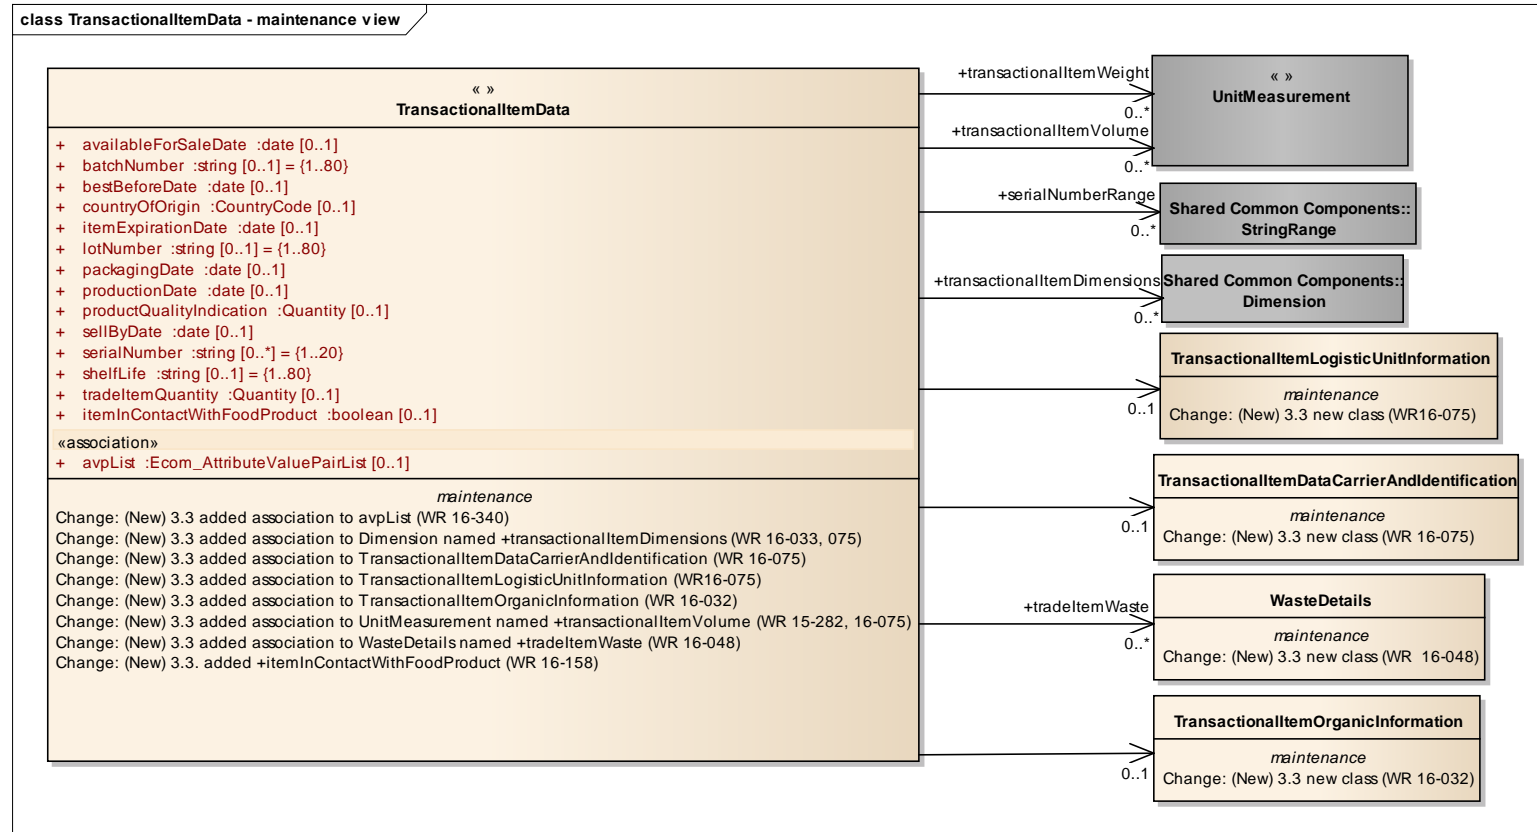 class TransactionalItemData - maintenance view
« »
TransactionalItemData
+ availableForSaleDate :date [0..1]
+ batchNumber :string [0..1] = {1..80}
+ bestBeforeDate :date [0..1]
+ countryOfOrigin :CountryCode [0..1]
+ itemExpirationDate :date [0..1]
+ lotNumber :string [0..1] = {1..80}
+ packagingDate :date [0..1]
+ productionDate :date [0..1]
+ productQualityIndication :Quantity [0..1]
+ sellByDate :date [0..1]
+ serialNumber :string [0..*] = {1..20}
+ shelfLife :string [0..1] = {1..80}
+ tradeItemQuantity :Quantity [0..1]
+ itemInContactWithFoodProduct :boolean [0..1]
«association»
+ avpList :Ecom_AttributeValuePairList [0..1]
maintenance
Change: (New) 3.3 added association to avpList (WR 16-340)
Change: (New) 3.3 added association to Dimension named +transactionalItemDimensions (WR 16-033, 075)
Change: (New) 3.3 added association to TransactionalItemDataCarrierAndIdentification (WR 16-075)
Change: (New) 3.3 added association to TransactionalItemLogisticUnitInformation (WR16-075)
Change: (New) 3.3 added association to TransactionalItemOrganicInformation (WR 16-032)
Change: (New) 3.3 added association to UnitMeasurement named +transactionalItemVolume (WR 15-282, 16-075)
Change: (New) 3.3 added association to WasteDetails named +tradeItemWaste (WR 16-048)
Change: (New) 3.3. added +itemInContactWithFoodProduct (WR 16-158)
+transactionalItemWeight
0..*
+transactionalItemVolume
0..*
« »
UnitMeasurement
+serialNumberRange
0..*
Shared Common Components::
StringRange
+transactionalItemDimensions
0..*
Shared Common Components::
Dimension
0..1
TransactionalItemLogisticUnitInformation
maintenance
Change: (New) 3.3 new class (WR16-075)
0..1
TransactionalItemDataCarrierAndIdentification
maintenance
Change: (New) 3.3 new class (WR 16-075)
+tradeItemWaste
0..*
WasteDetails
maintenance
Change: (New) 3.3 new class (WR 16-048)
0..1
TransactionalItemOrganicInformation
maintenance
Change: (New) 3.3 new class (WR 16-032)